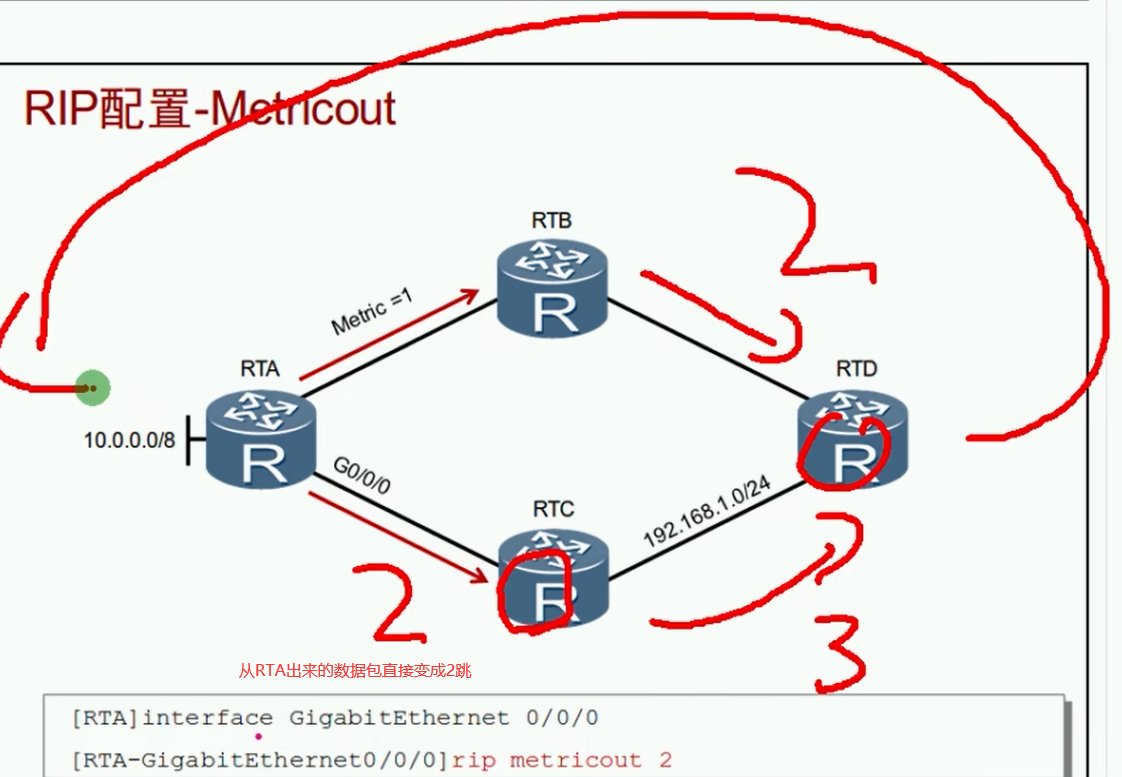 RIP配置-Metricout
RTB
2
Metric =1
RTA
RTD
10.0.0.0/8
R
R
R
G0/0/0
RTC
192.168.1.0/24
R
2
3
从RTA出来的数据包直接变成2跳
[RTA]interface GigabitEthernet 0/0/0
[RTA-GigabitEthernet0/0/0]rip metricout 2